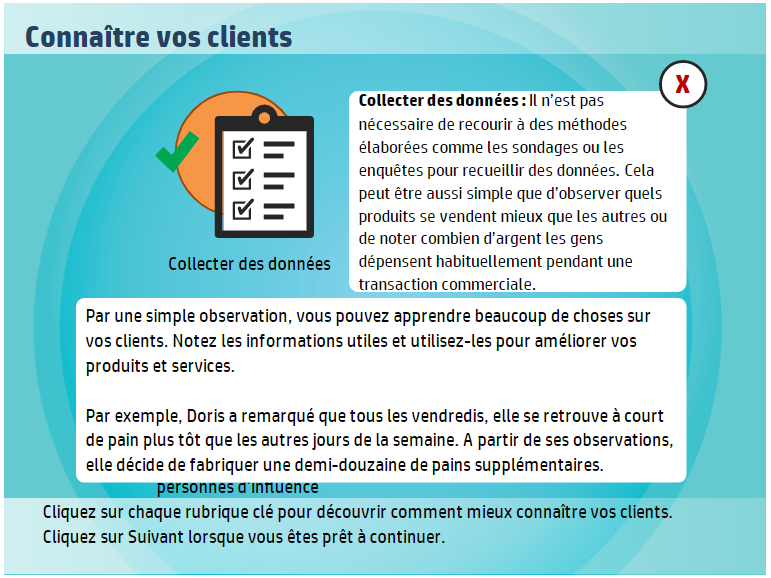 Connaître vos clients
X
Collecter des données : Il n'est pas
nécessaire de recourir à des méthodes
élaborées comme les sondages ou les
enquêtes pour recueillir des données. Cela
peut être aussi simple que d'observer quels
produits se vendent mieux que les autres ou
de noter combien d'argent les gens
dépensent habituellement pendant une
transaction commerciale.
Collecter des données
Par une simple observation, vous pouvez apprendre beaucoup de choses sur
vos clients. Notez les informations utiles et utilisez-les pour améliorer vos
produits et services.
Par exemple, Doris a remarqué que tous les vendredis, elle se retrouve à court
de pain plus tôt que les autres jours de la semaine. A partir de ses observations,
elle décide de fabriquer une demi-douzaine de pains supplémentaires.
personnes d'influence
Cliquez sur chaque rubrique clé pour découvrir comment mieux connaître vos clients.
Cliquez sur Suivant lorsque vous êtes prêt à continuer.